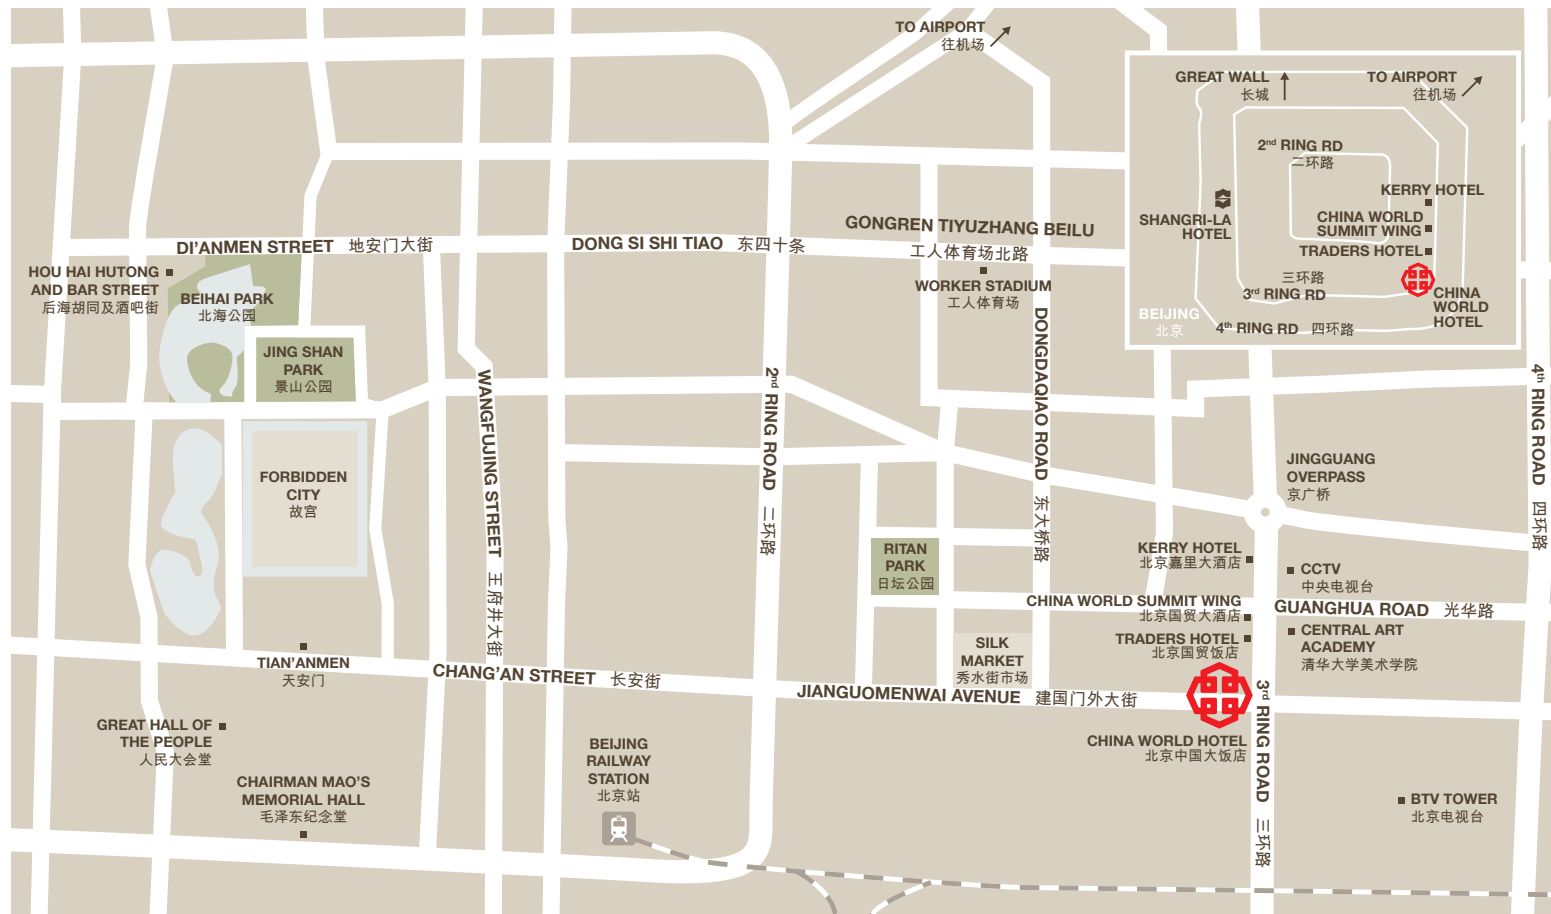 TO AIRPORT
往机场
GREAT WALL
长城
TO AIRPORT
往机场
2nd RING RD
二环路
KERRY HOTEL
SHANGRI-LA
HOTEL
CHINA WORLD
SUMMIT WING
TRADERS HOTEL
三环路
3rd RING RD
CHINA
WORLD
HOTEL
BEIJING
北京
4th RING RD 四环路
DI'ANMEN STREET 地安门大街
DONG SI SHI TIAO 东四十条
GONGREN TIYUZHANG BEILU
工人体育场北路
HOU HAI HUTONG
AND BAR STREET
后海胡同及酒吧街
BEIHAI PARK
北海公园
WORKER STADIUM
工人体育场
JING SHAN
PARK
景山公园
WANGFUJING STREET 王府井大街
2nd RING ROAD 二环路
DONGDAQIAO ROAD 东大桥路
4th RING ROAD 四环路
FORBIDDEN
CITY
故宫
JINGGUANG
OVERPASS
京广桥
RITAN
PARK
日坛公园
KERRY HOTEL
北京嘉里大酒店
CCTV
中央电视台
CHINA WORLD SUMMIT WING
北京国贸大酒店
GUANGHUA ROAD 光华路
TRADERS HOTEL
北京国贸饭店
CENTRAL ART
ACADEMY
清华大学美术学院
SILK
MARKET
秀水街市场
TIAN'ANMEN
天安门
CHANG'AN STREET 长安街
JIANGUOMENWAI AVENUE 建国门外大街
3rd RING ROAD 三环路
GREAT HALL OF
THE PEOPLE
人民大会堂
CHINA WORLD HOTEL
北京中国大饭店
BEIJING
RAILWAY
STATION
北京站
CHAIRMAN MAO'S
MEMORIAL HALL
毛泽东纪念堂
BTV TOWER
北京电视台